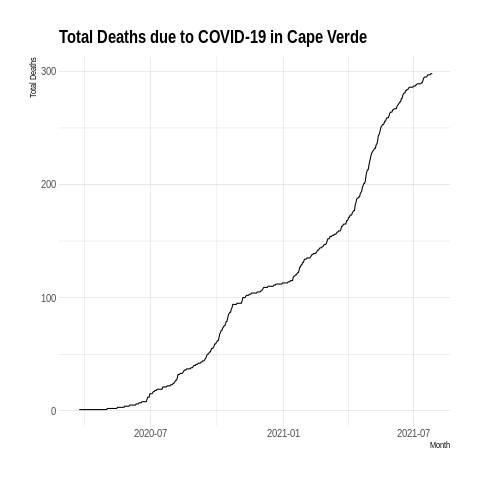 Total Deaths due to COVID-19 in Cape Verde
Total Deaths
300
200
100
0
2020-07
2021-01
2021-07
Month